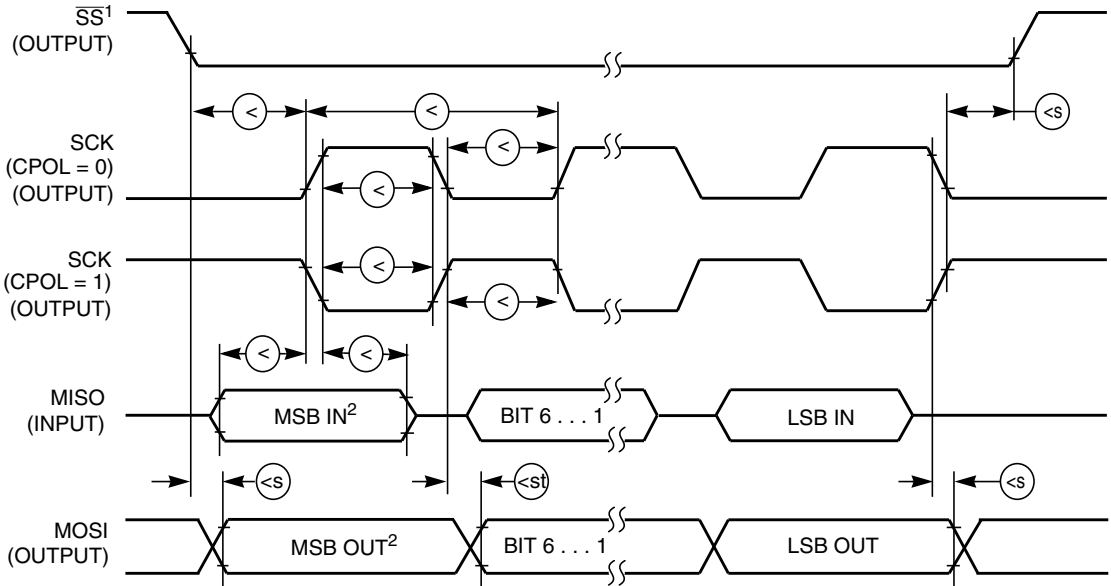 SS¹
(OUTPUT)
< < <s
SCK
(CPOL = 0)
(OUTPUT)
<
<
SCK
(CPOL = 1)
(OUTPUT)
<
<
< <
MISO
(INPUT)
MSB IN² BIT 6 . . . 1 LSB IN
<s <st <s
MOSI
(OUTPUT)
MSB OUT² BIT 6 . . . 1 LSB OUT